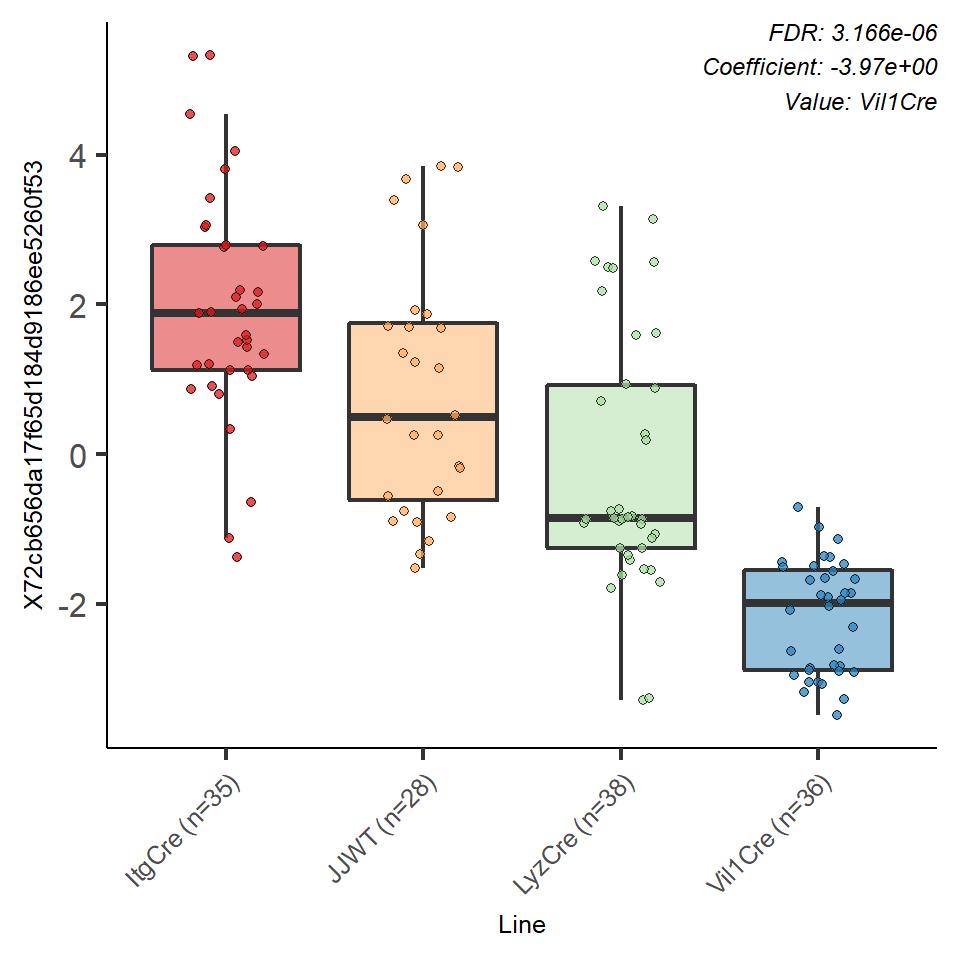 FDR: 3.166e-06
Coefficient: -3.97e+00
Value: Vil1Cre
X72cb656da17f65d184d9186ee5260f53
4
2
0
-2
ItgCre (n=35)
JJWT (n=28)
LyzCre (n=38)
Vil1Cre (n=36)
Line